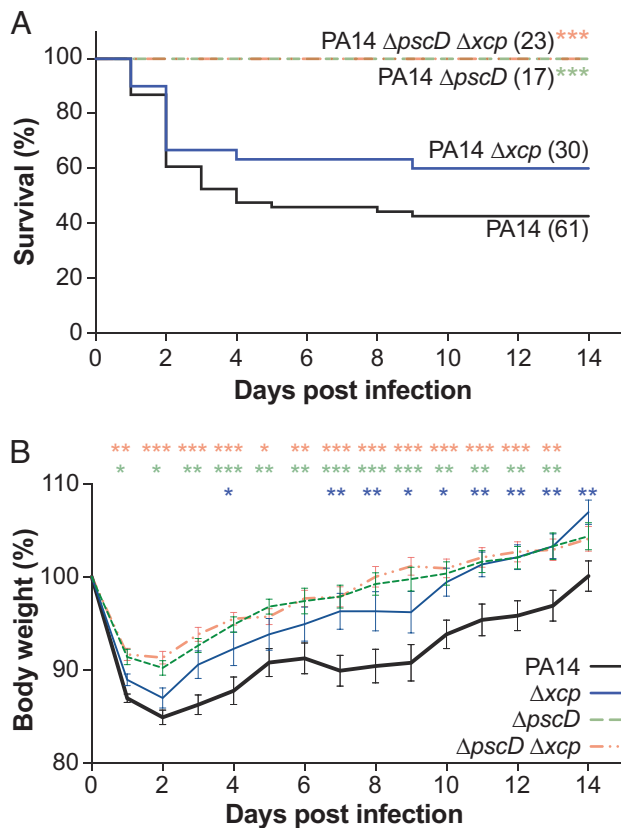 A
PA14 ΔpscD Δxcp (23)***
PA14 ΔpscD (17)***
PA14 Δxcp (30)
PA14 (61)
Survival (%)
100
80
60
40
20
0
0 2 4 6 8 10 12 14
Days post infection
B
** *** *** *** * ** *** *** *** *** *** *** **
* * ** *** ** ** *** *** *** ** ** ** **
* ** ** * * ** ** ** **
Body weight (%)
110
100
90
80
PA14
Δxcp
ΔpscD
ΔpscD Δxcp
0 2 4 6 8 10 12 14
Days post infection